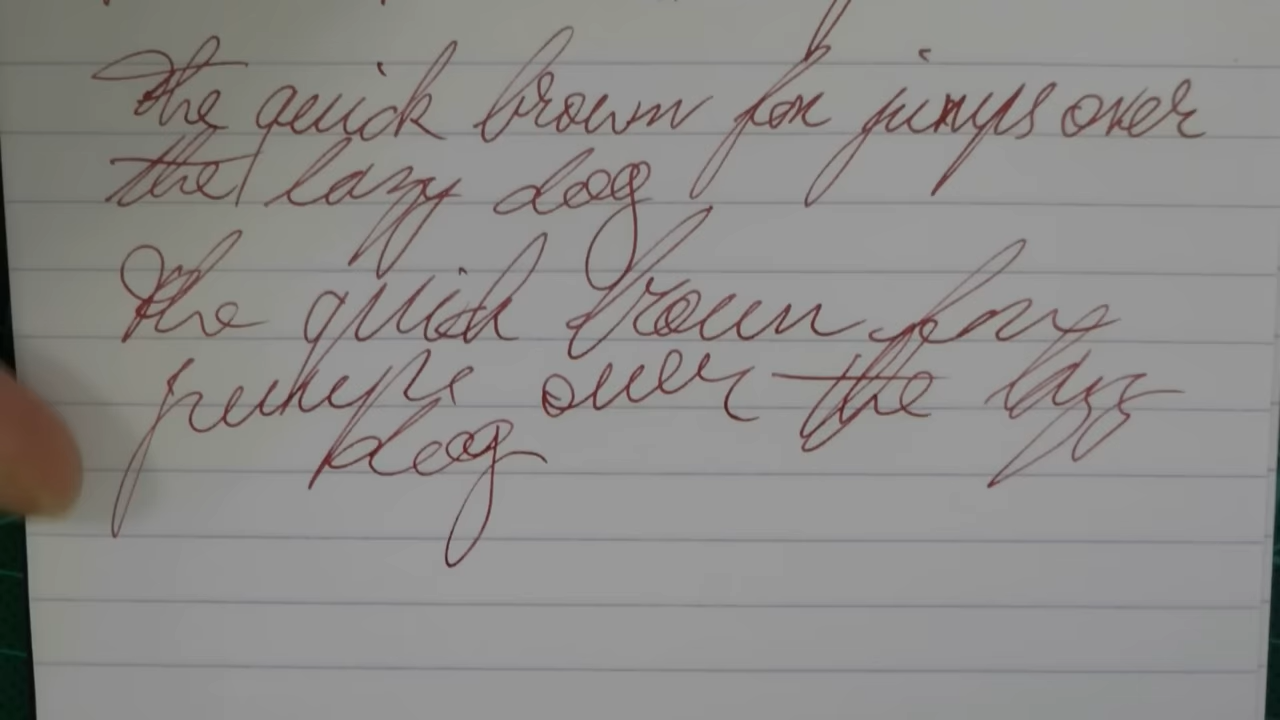 The quick brown fox jumps over
the lazy dog
The quick brown fox
jumps over the lazy
dog